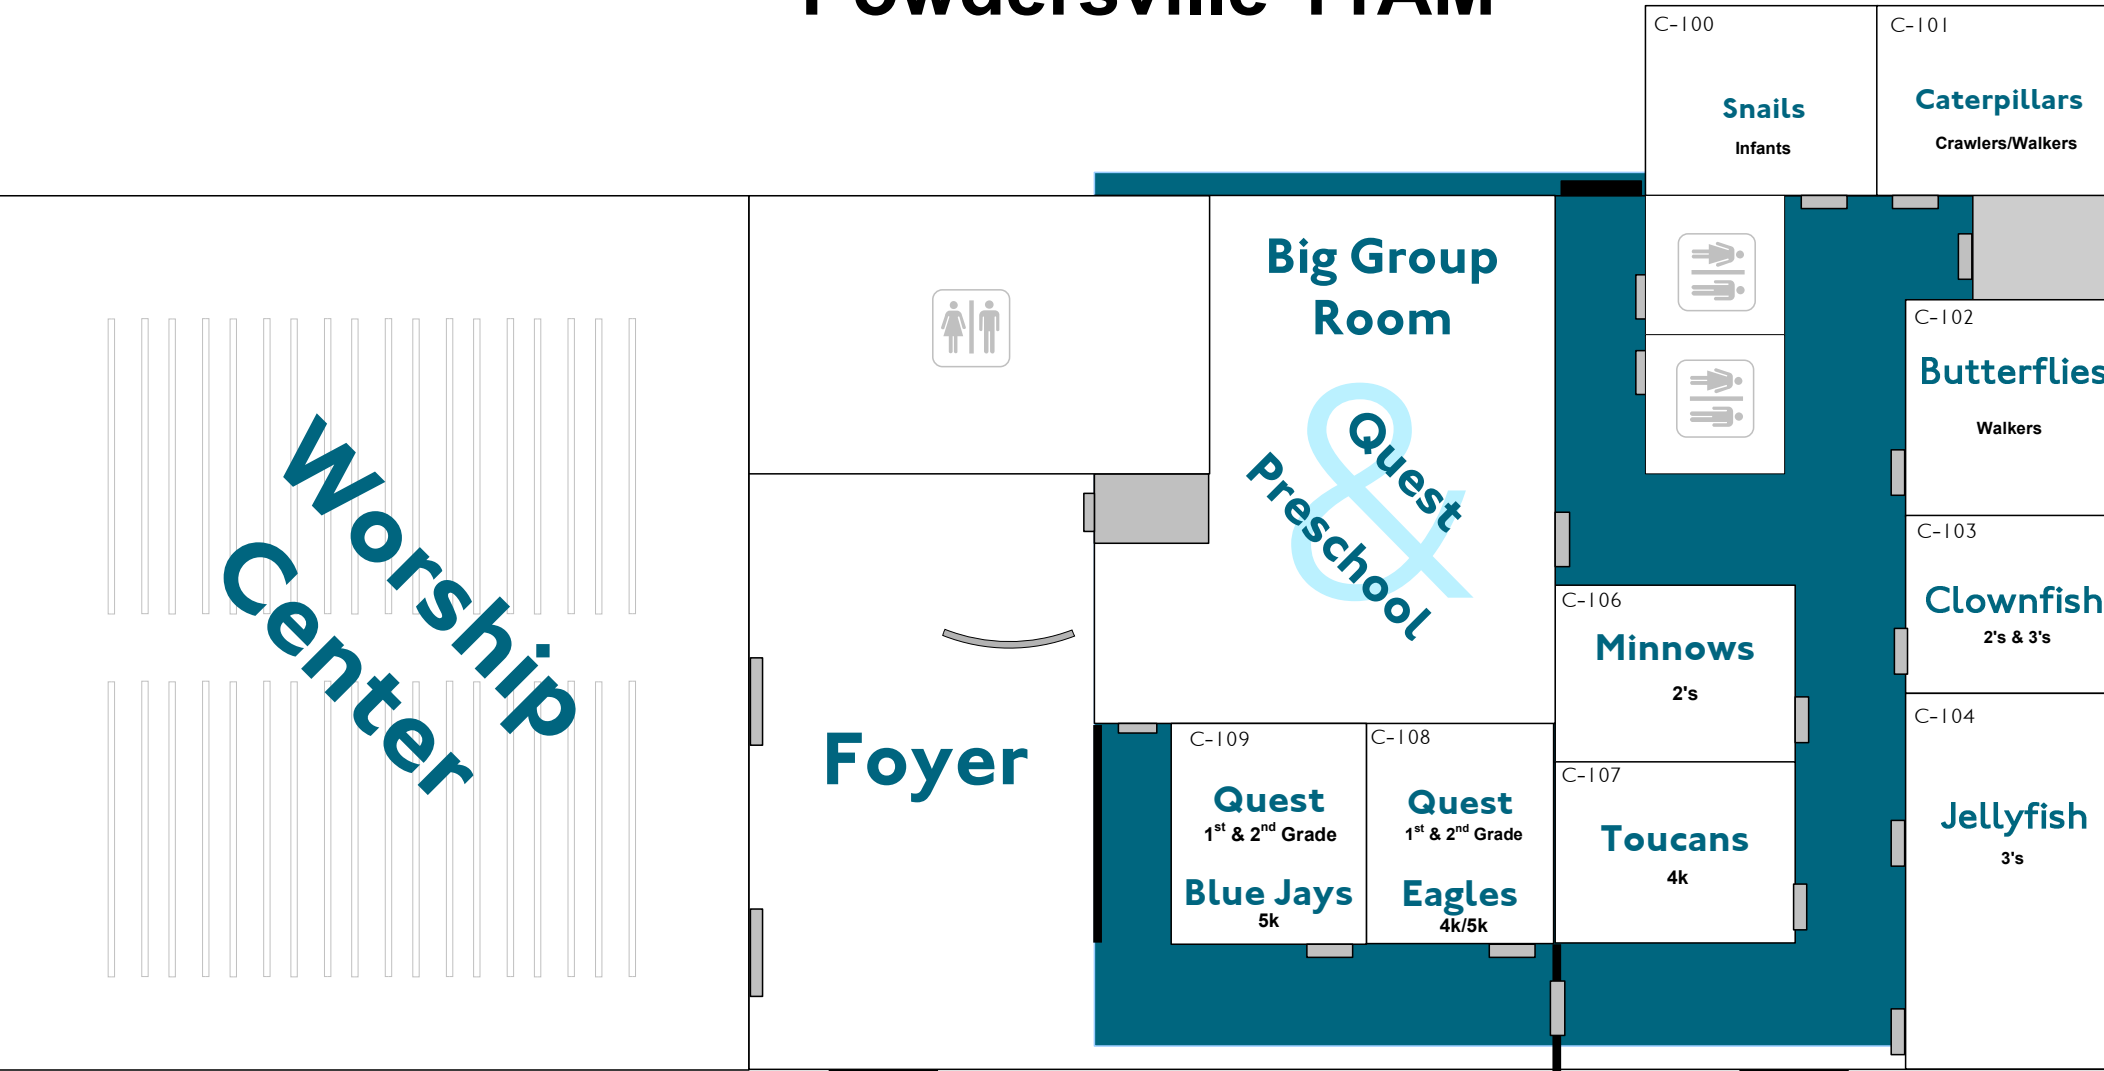 Powdersville 11AM
C-100
Snails
Infants
C-101
Caterpillars
Crawlers/Walkers
Big Group
Room
Quest
&
Preschool
C-102
Butterflies
Walkers
Worship
Center
C-103
Clownfish
2's & 3's
C-106
Minnows
2's
C-104
Jellyfish
3's
Foyer
C-109
Quest
1st & 2nd Grade
Blue Jays
5k
C-108
Quest
1st & 2nd Grade
Eagles
4k/5k
C-107
Toucans
4k